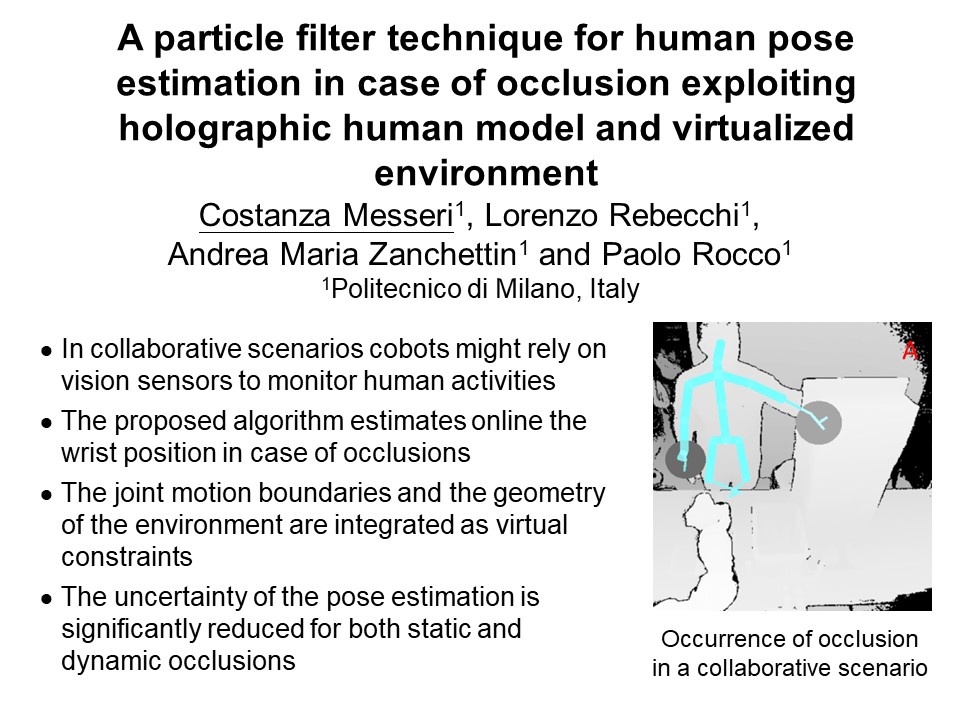 A particle filter technique for human pose
estimation in case of occlusion exploiting
holographic human model and virtualized
environment
Costanza Messeri¹, Lorenzo Rebecchi¹,
Andrea Maria Zanchettin¹ and Paolo Rocco¹
¹Politecnico di Milano, Italy
• In collaborative scenarios cobots might rely on
vision sensors to monitor human activities
• The proposed algorithm estimates online the
wrist position in case of occlusions
• The joint motion boundaries and the geometry
of the environment are integrated as virtual
constraints
• The uncertainty of the pose estimation is
significantly reduced for both static and
dynamic occlusions
A
Occurrence of occlusion
in a collaborative scenario